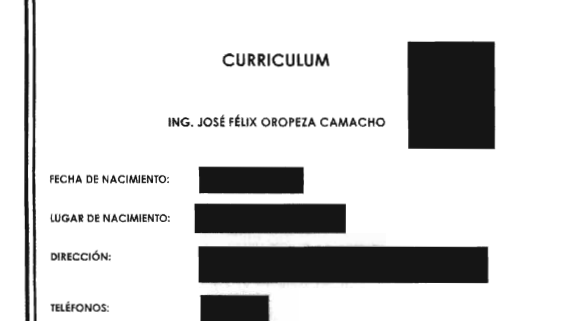 CURRICULUM
ING. JOSÉ FÉLIX OROPEZA CAMACHO
FECHA DE NACIMIENTO:
LUGAR DE NACIMIENTO:
DIRECCIÓN:
TELÉFONOS: